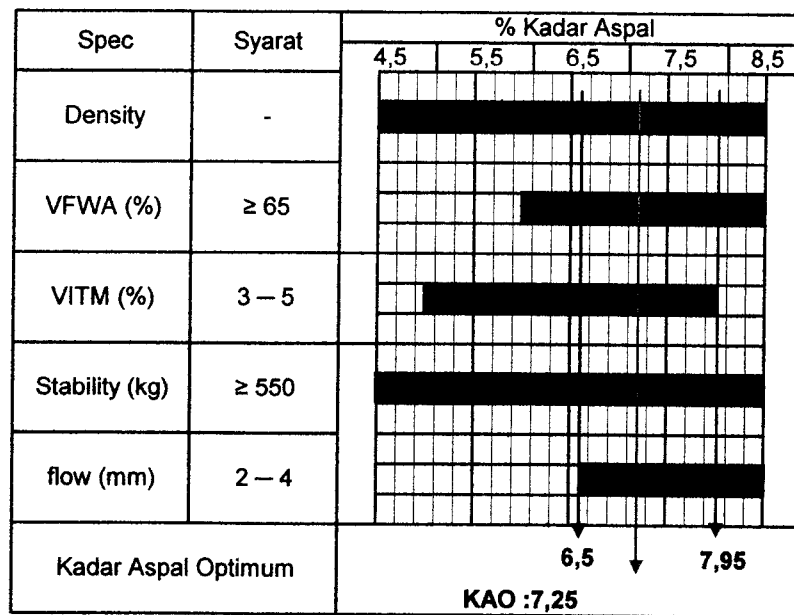 Spec Syarat % Kadar Aspal
4,5 5,5 6,5 7,5 8,5
Density -
VFWA (%) ≥ 65
VITM (%) 3 – 5
Stability (kg) ≥ 550
flow (mm) 2 – 4
Kadar Aspal Optimum 6,5 7,95
KAO :7,25